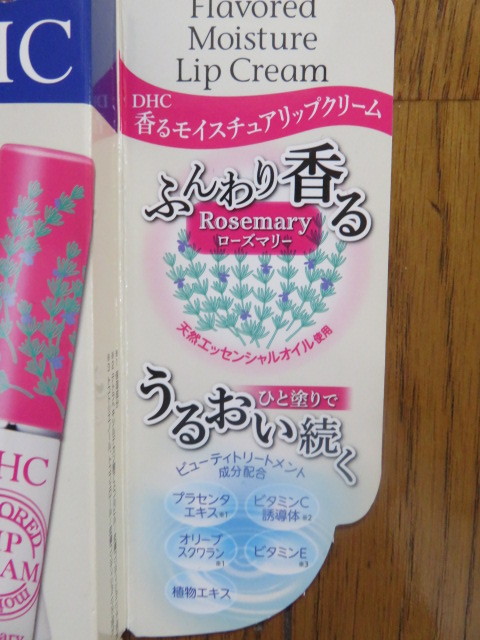 Flavored
Moisture
Lip Cream
DHC
香るモイスチュアリップクリーム
ふんわり香る
Rosemary
ローズマリー
天然エッセンシャルオイル使用
ひと塗りで
うるおい続く
ビューティトリートメント
成分配合
プラセンタ
エキス※1
ビタミンC
誘導体※2
オリーブ
スクワラン
※1
ビタミンE
※3
植物エキス
HC
HC